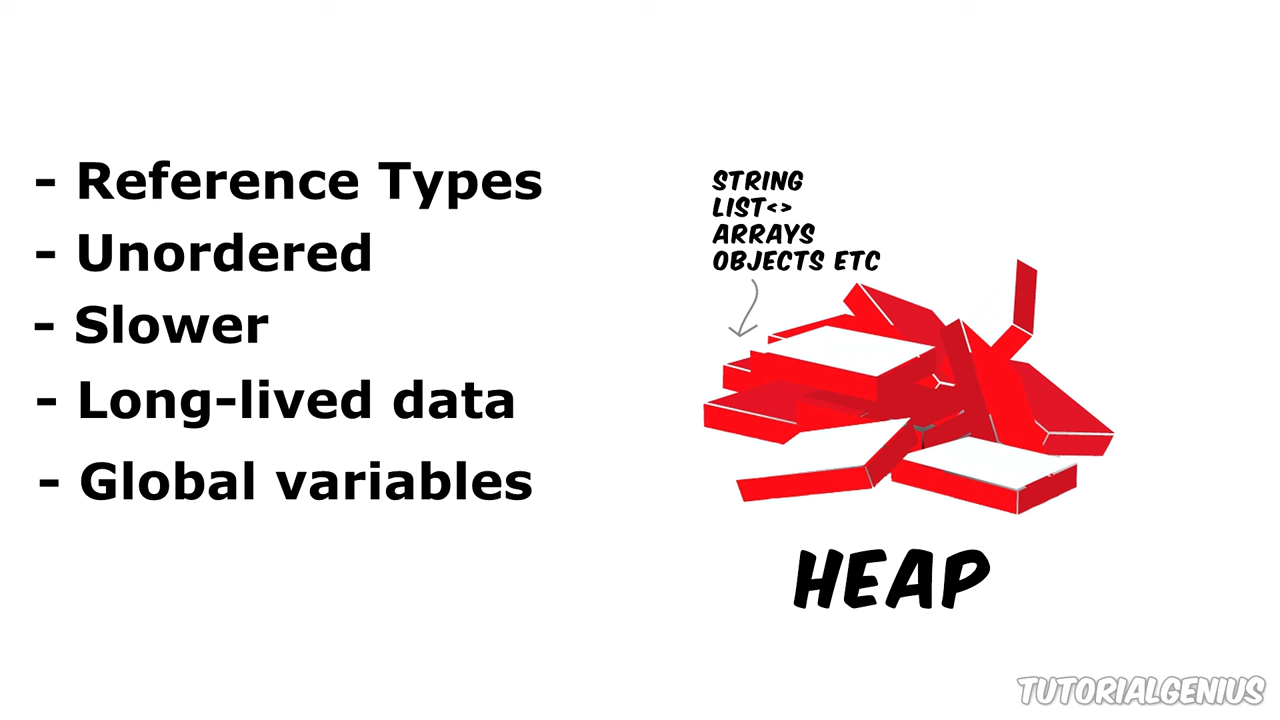 - Reference Types
- Unordered
- Slower
- Long-lived data
- Global variables
STRING
LIST<>
ARRAYS
OBJECTS ETC
HEAP
TUTORIALGENIUS